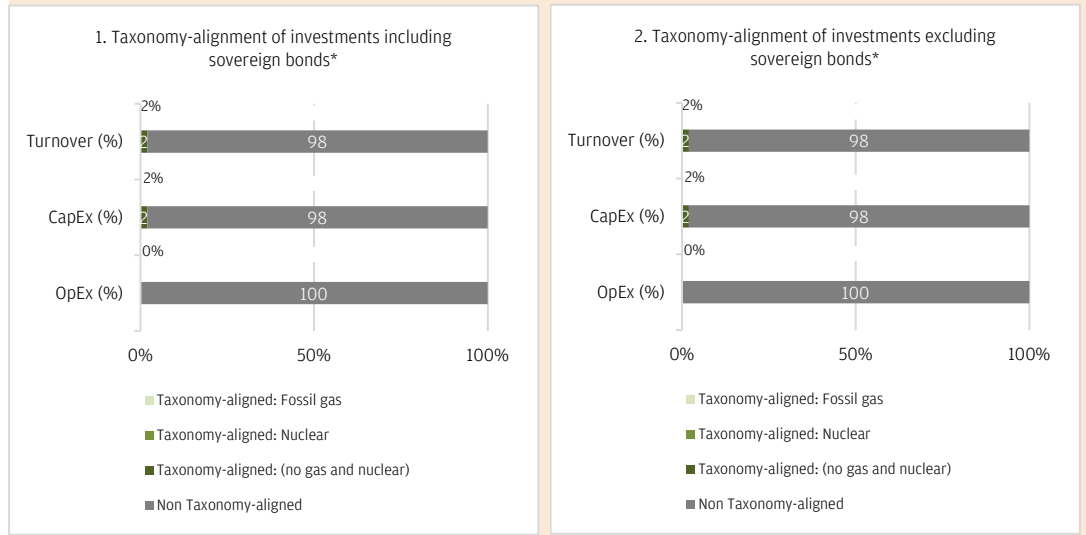 1. Taxonomy-alignment of investments including
sovereign bonds*
2%
Turnover (%)
2 98
2%
CapEx (%)
2 98
0%
OpEx (%)
100
0% 50% 100%
Taxonomy-aligned: Fossil gas
Taxonomy-aligned: Nuclear
Taxonomy-aligned: (no gas and nuclear)
Non Taxonomy-aligned
2. Taxonomy-alignment of investments excluding
sovereign bonds*
2%
Turnover (%)
2 98
2%
CapEx (%)
2 98
0%
OpEx (%)
100
0% 50% 100%
Taxonomy-aligned: Fossil gas
Taxonomy-aligned: Nuclear
Taxonomy-aligned: (no gas and nuclear)
Non Taxonomy-aligned